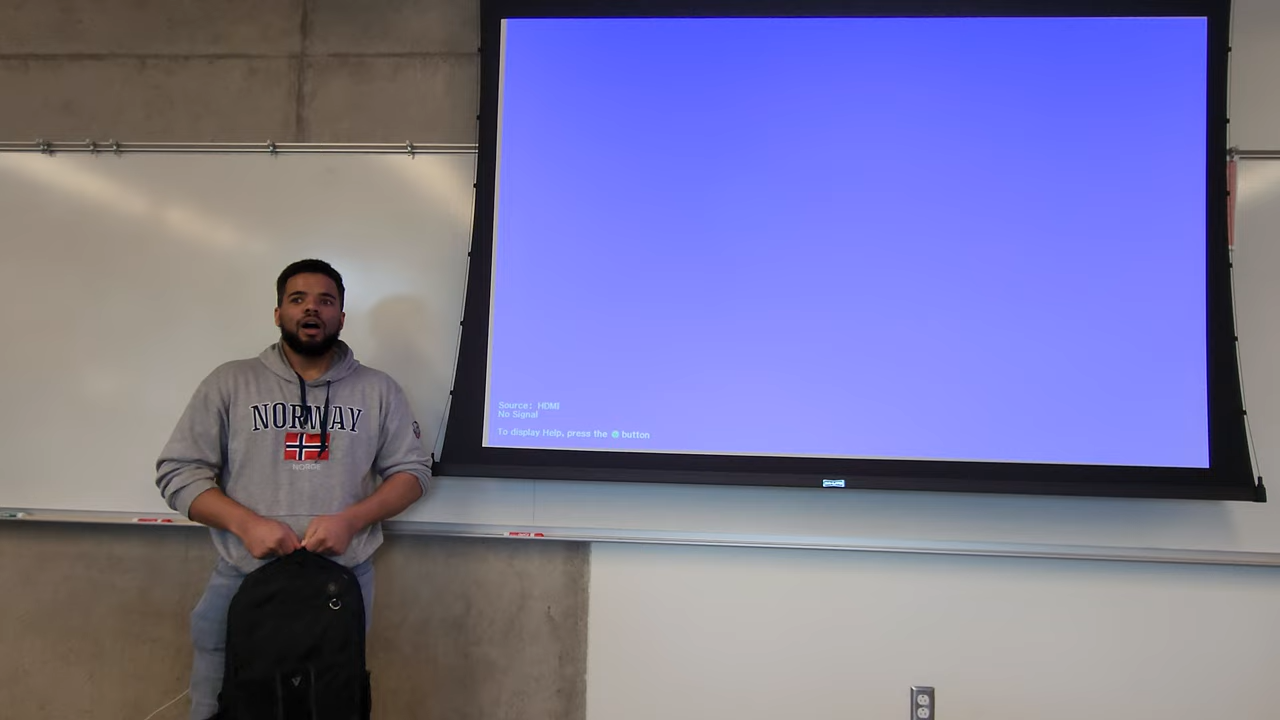 NORWAY
NORGE
Source: HDMI
No Signal
To display Help, press the button